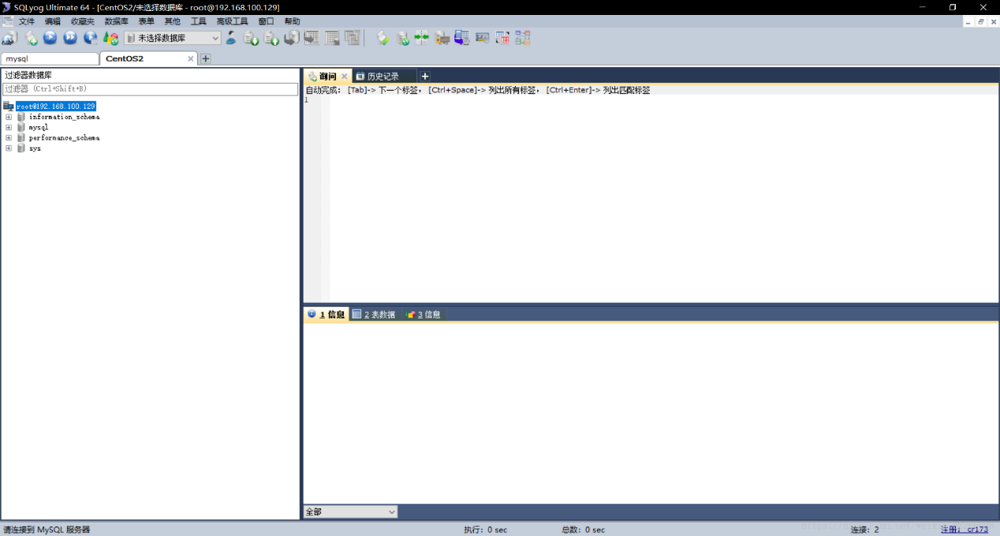 SQLyog Ultimate 64 - [CentOS2/未选择数据库 - root@192.168.100.129]
文件 编辑 收藏夹 数据库 表单 其他 工具 高级工具 窗口 帮助
未选择数据库
mysql
CentOS2
过滤器数据库
过滤器 (Ctrl+Shift+B)
root@192.168.100.129
information_schema
mysql
performance_schema
sys
询问 历史记录
自动完成: [Tab]-> 下一个标签, [Ctrl+Space]-> 列出所有标签, [Ctrl+Enter]-> 列出匹配标签
1
1 信息 2 表数据 3 信息
全部
请连接到 MySQL 服务器 执行: 0 sec 总数: 0 sec 连接: 2 注册: cr173